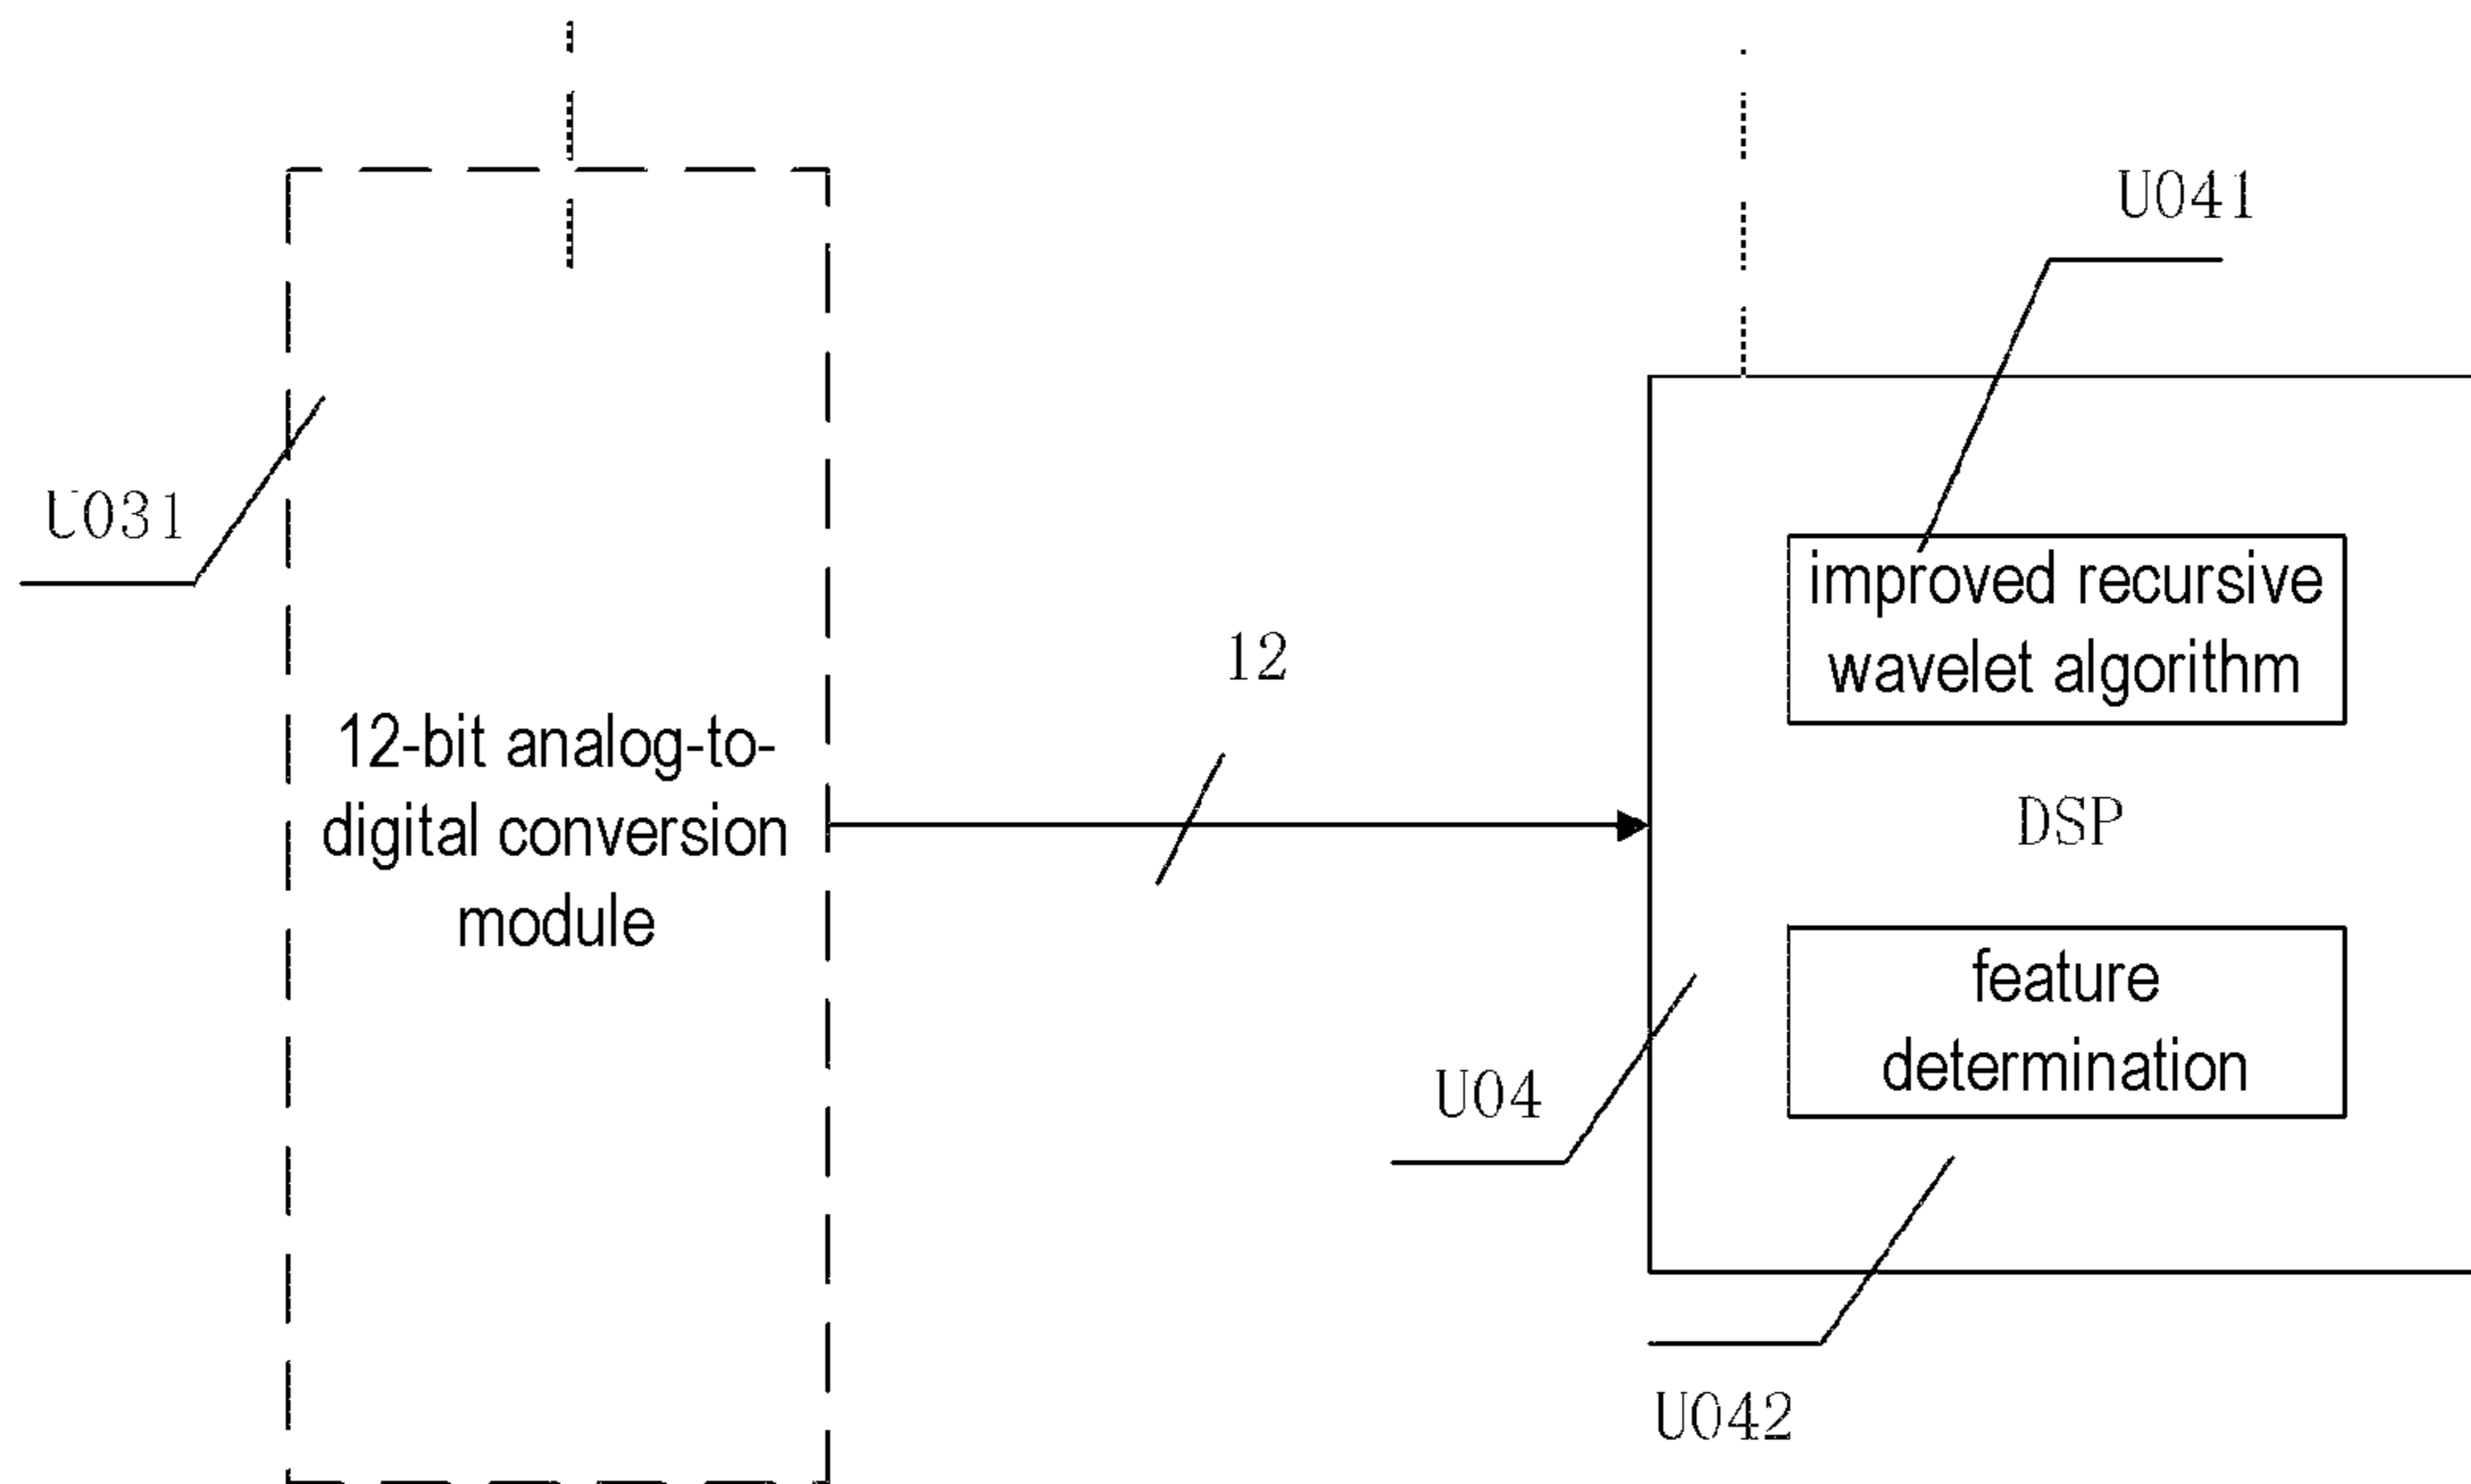 U041
U031
improved recursive
wavelet algorithm
12
12-bit analog-to-
digital conversion
module
DSP
feature
determination
U04
U042